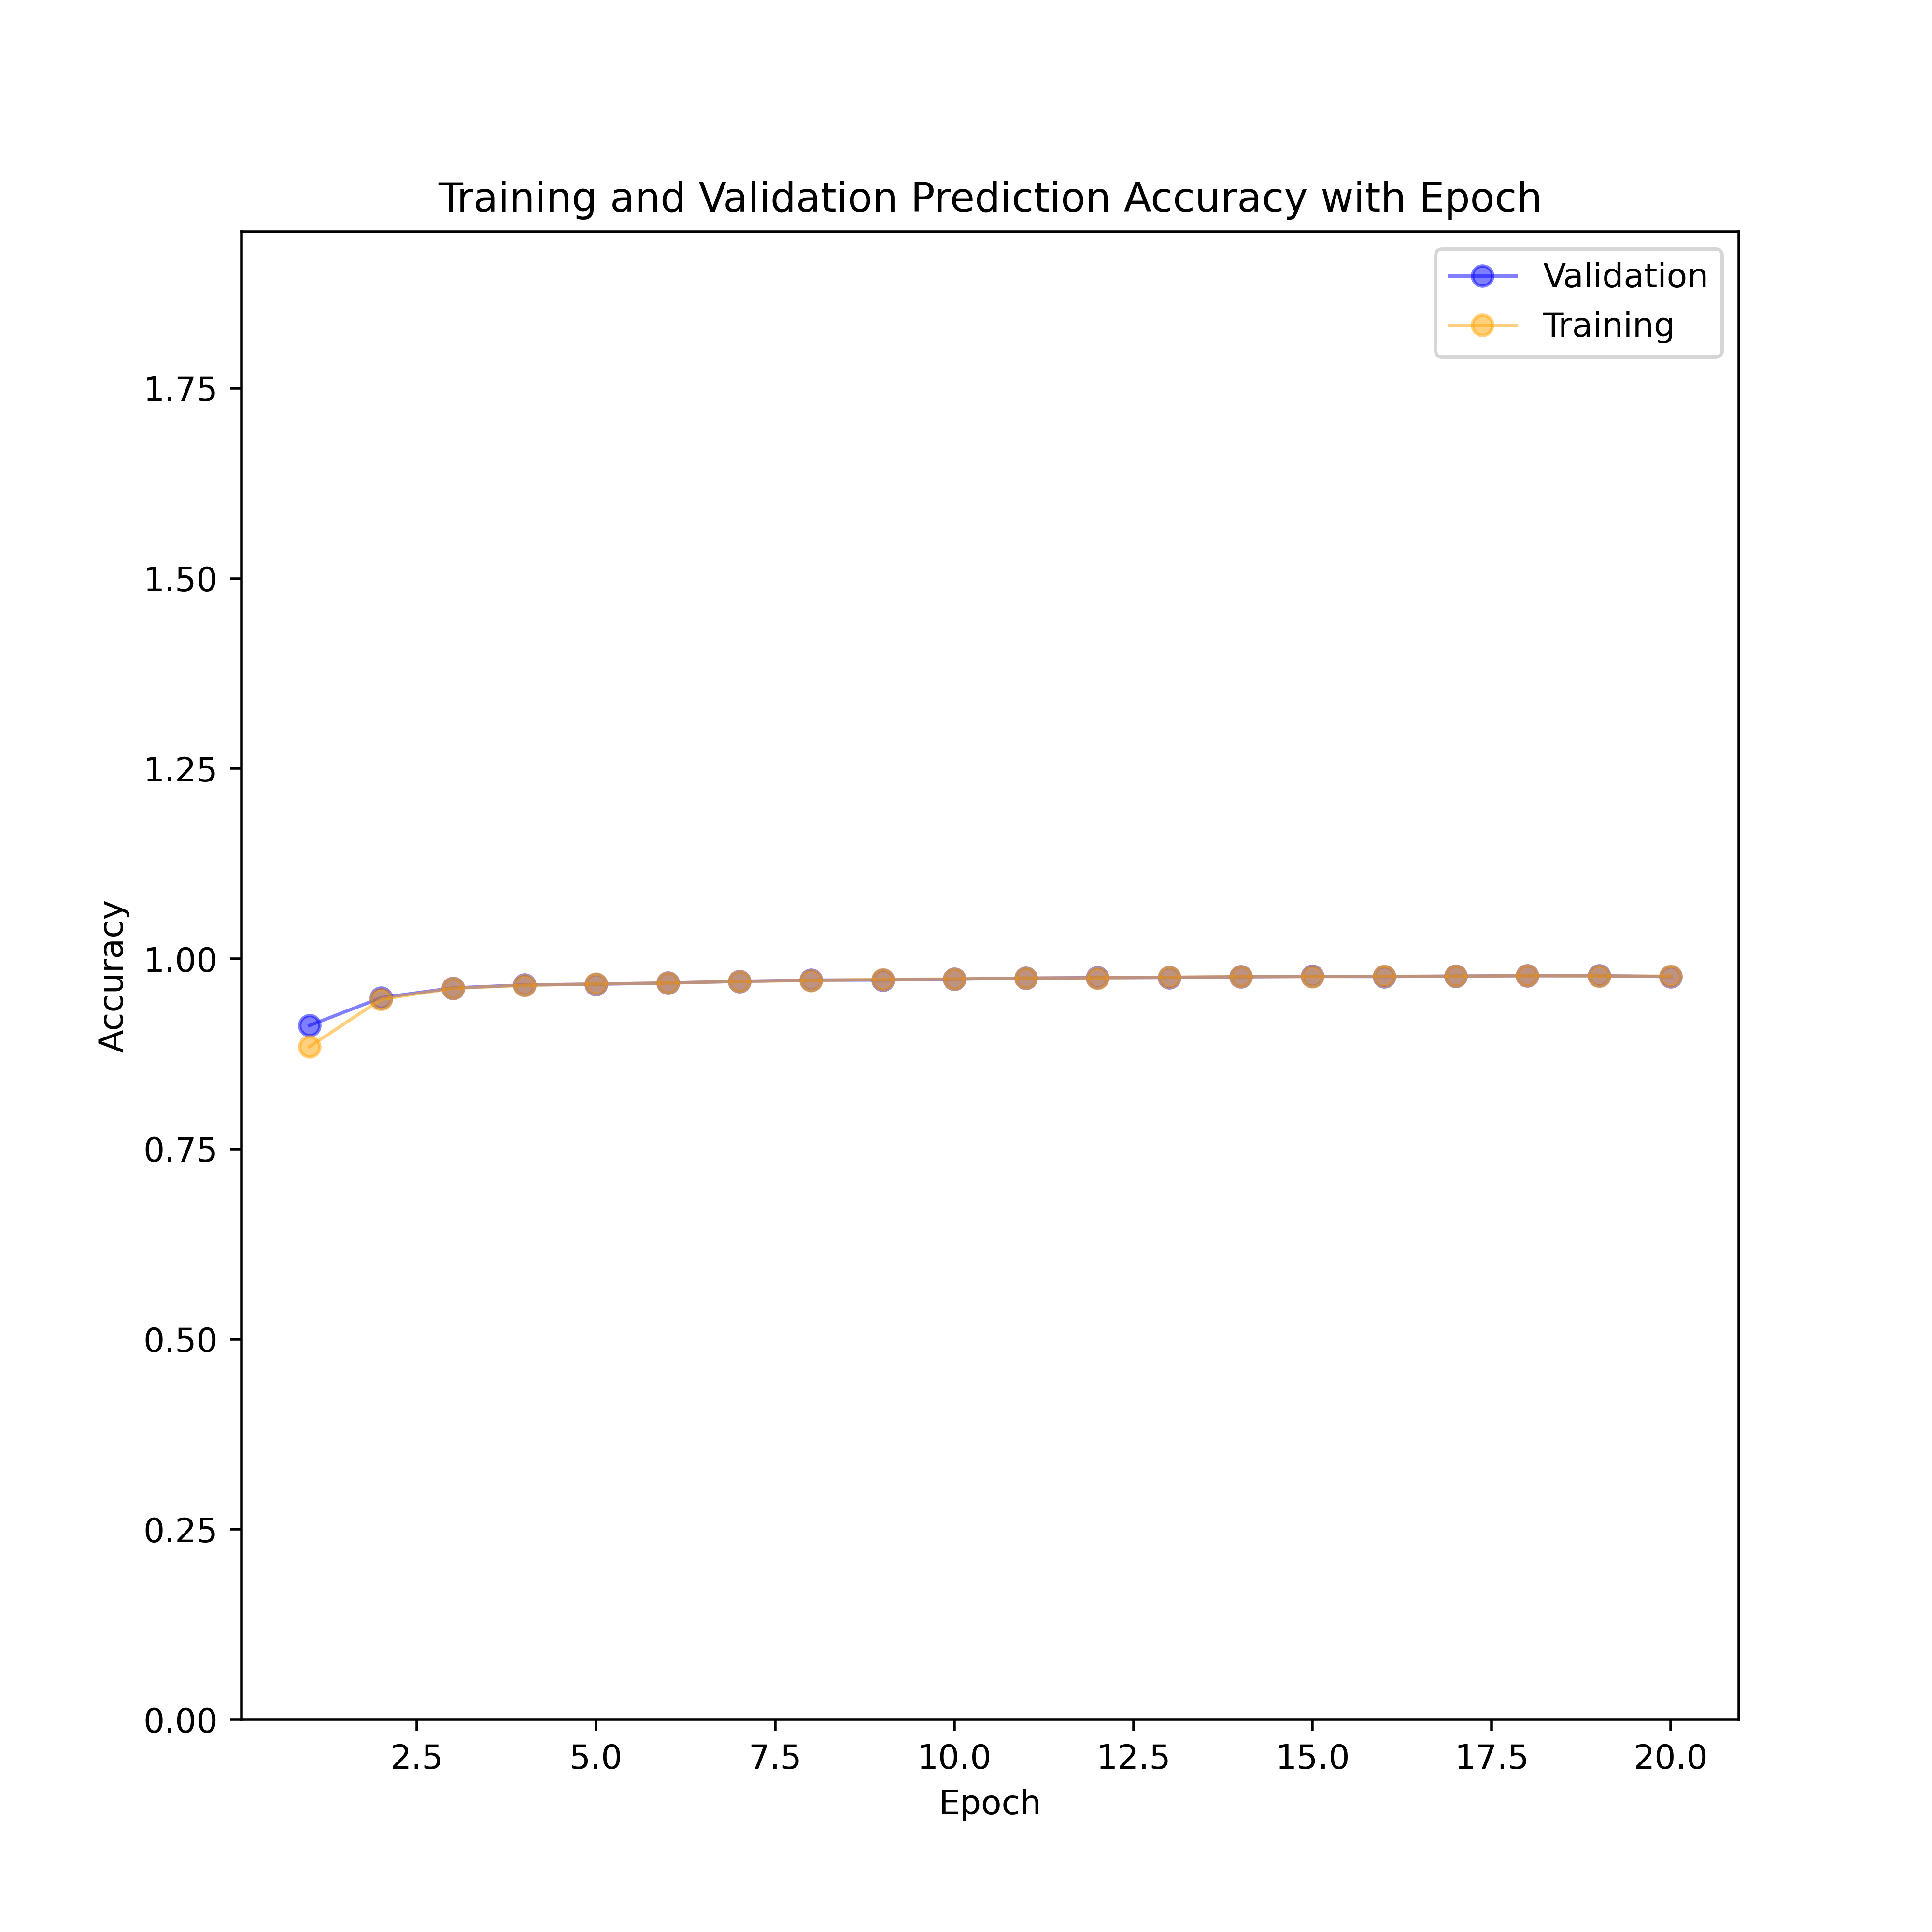 Training and Validation Prediction Accuracy with Epoch
Validation
Training
1.75
1.50
1.25
1.00
0.75
0.50
0.25
0.00
Accuracy
2.5 5.0 7.5 10.0 12.5 15.0 17.5 20.0
Epoch